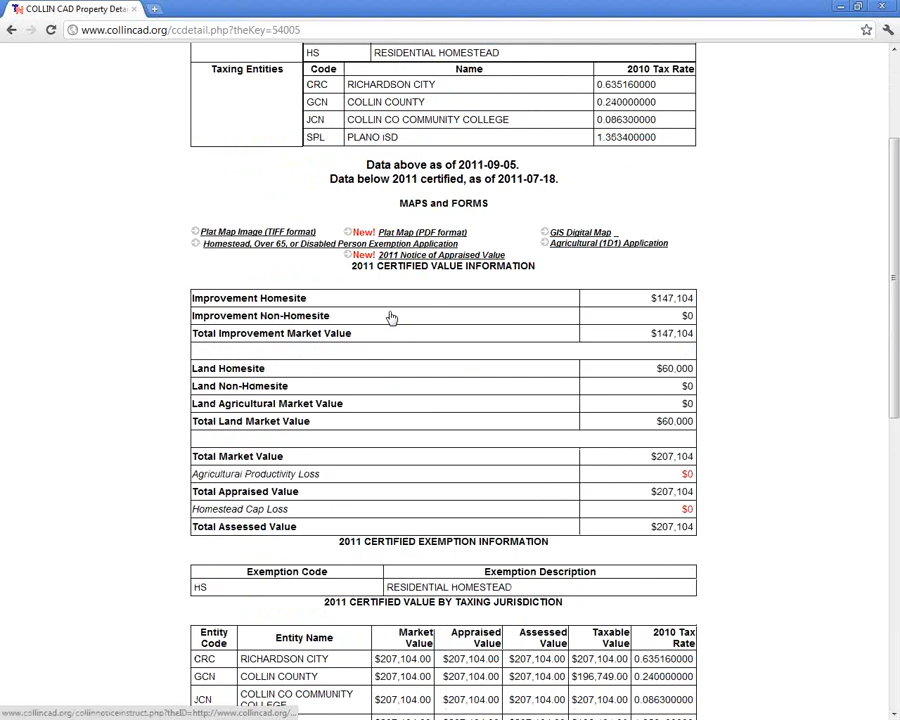 COLLIN CAD Property Deta
www.collincad.org/ccdetail.php?theKey=54005
HS RESIDENTIAL HOMESTEAD
Taxing Entities Code Name 2010 Tax Rate
CRC RICHARDSON CITY 0.635160000
GCN COLLIN COUNTY 0.240000000
JCN COLLIN CO COMMUNITY COLLEGE 0.086300000
SPL PLANO ISD 1.353400000
Data above as of 2011-09-05.
Data below 2011 certified, as of 2011-07-18.
MAPS and FORMS
Plat Map Image (TIFF format) New! Plat Map (PDF format) GIS Digital Map
Homestead, Over 65, or Disabled Person Exemption Application Agricultural (1D1) Application
New! 2011 Notice of Appraised Value
2011 CERTIFIED VALUE INFORMATION
Improvement Homesite $147,104
Improvement Non-Homesite $0
Total Improvement Market Value $147,104
Land Homesite $60,000
Land Non-Homesite $0
Land Agricultural Market Value $0
Total Land Market Value $60,000
Total Market Value $207,104
Agricultural Productivity Loss $0
Total Appraised Value $207,104
Homestead Cap Loss $0
Total Assessed Value $207,104
2011 CERTIFIED EXEMPTION INFORMATION
Exemption Code Exemption Description
HS RESIDENTIAL HOMESTEAD
2011 CERTIFIED VALUE BY TAXING JURISDICTION
Entity Code Entity Name Market Value Appraised Value Assessed Value Taxable Value 2010 Tax Rate
CRC RICHARDSON CITY $207,104.00 $207,104.00 $207,104.00 $207,104.00 0.635160000
GCN COLLIN COUNTY $207,104.00 $207,104.00 $207,104.00 $196,749.00 0.240000000
JCN COLLIN CO COMMUNITY COLLEGE $207,104.00 $207,104.00 $207,104.00 $207,104.00 0.086300000
www.collincad.org/collinnoticeinstruct.php?theID=http://www.collincad.org/...